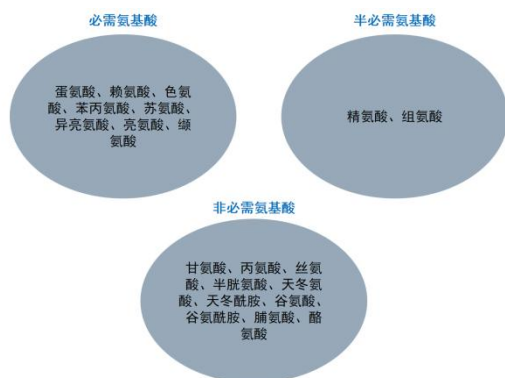 必需氨基酸
蛋氨酸、赖氨酸、色氨
酸、苯丙氨酸、苏氨酸、
异亮氨酸、亮氨酸、缬
氨酸
半必需氨基酸
精氨酸、组氨酸
非必需氨基酸
甘氨酸、丙氨酸、丝氨
酸、半胱氨酸、天冬氨
酸、天冬酰胺、谷氨酸、
谷氨酰胺、脯氨酸、酪
氨酸